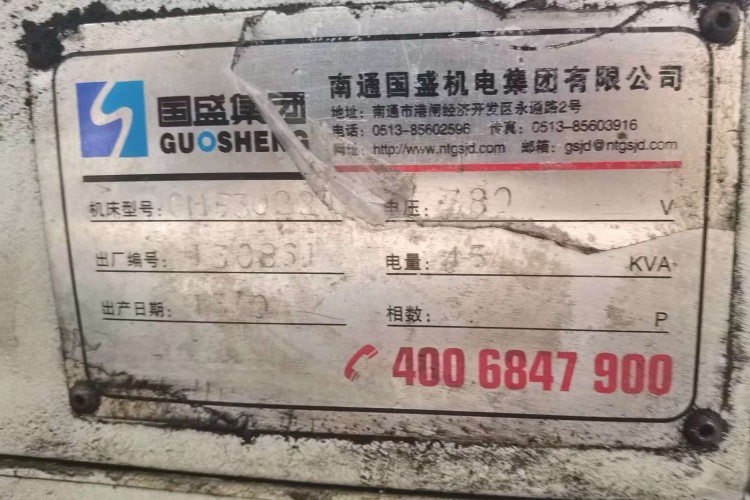 国盛集团
GUOSHENG
南通国盛机电集团有限公司
地址：南通市港闸经济开发区永通路2号
电话：0513-85602596 传真：0513-85603916
网址：http://www.ntgsjd.com 邮箱：gsjd@ntgsjd.com
机床型号：
电压：380 V
出厂编号：
电量：45 KVA
出产日期：
相数： P
400 6847 900